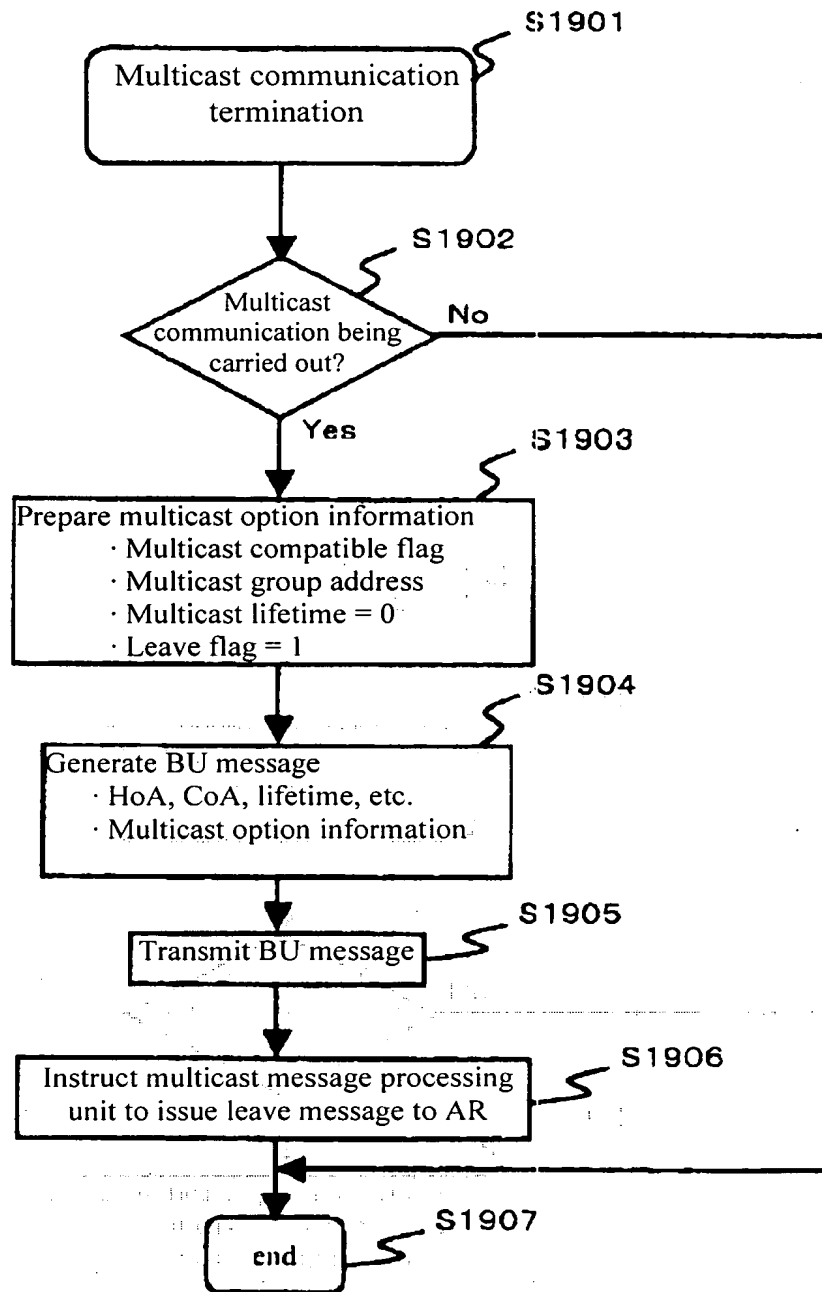 S1901
Multicast communication
termination
S1902
Multicast
communication being
carried out?
No
Yes
S1903
Prepare multicast option information
· Multicast compatible flag
· Multicast group address
· Multicast lifetime = 0
· Leave flag = 1
S1904
Generate BU message
· HoA, CoA, lifetime, etc.
· Multicast option information
S1905
Transmit BU message
S1906
Instruct multicast message processing
unit to issue leave message to AR
S1907
end